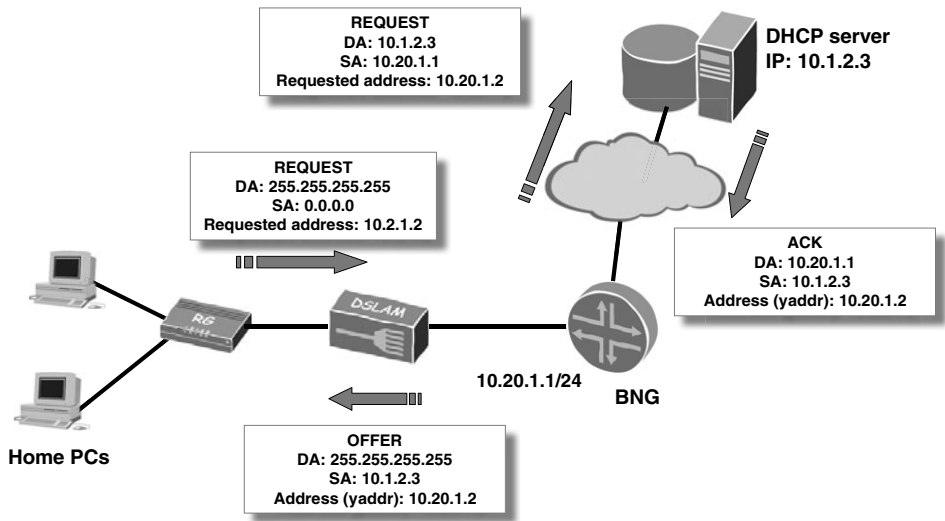 REQUEST
DA: 10.1.2.3
SA: 10.20.1.1
Requested address: 10.20.1.2
DHCP server
IP: 10.1.2.3
REQUEST
DA: 255.255.255.255
SA: 0.0.0.0
Requested address: 10.2.1.2
ACK
DA: 10.20.1.1
SA: 10.1.2.3
Address (yaddr): 10.20.1.2
RG
DSLAM
10.20.1.1/24
BNG
Home PCs
OFFER
DA: 255.255.255.255
SA: 10.1.2.3
Address (yaddr): 10.20.1.2